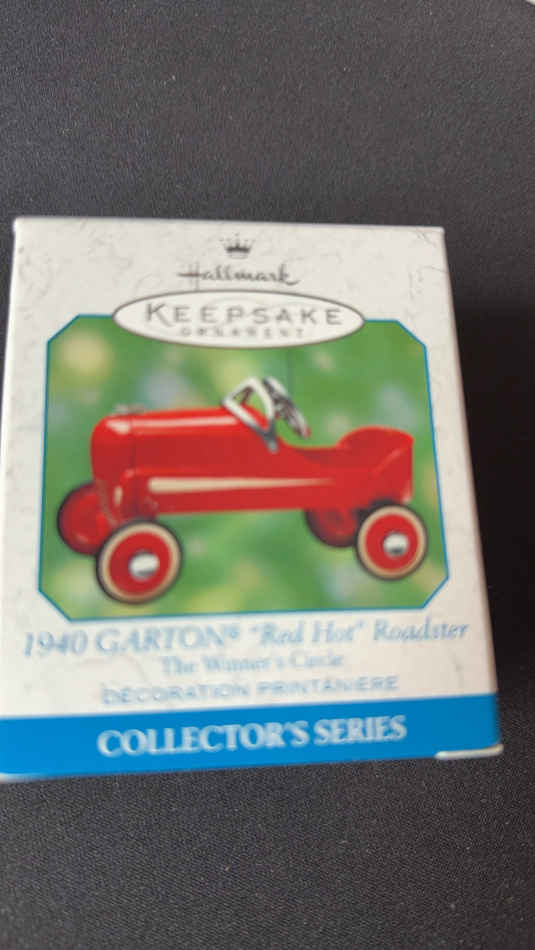 Hallmark
KEEPSAKE
ORNAMENT
1940 GARTON® "Red Hot" Roadster
The Winner's Circle
DÉCORATION PRINTANIÈRE
COLLECTOR'S SERIES